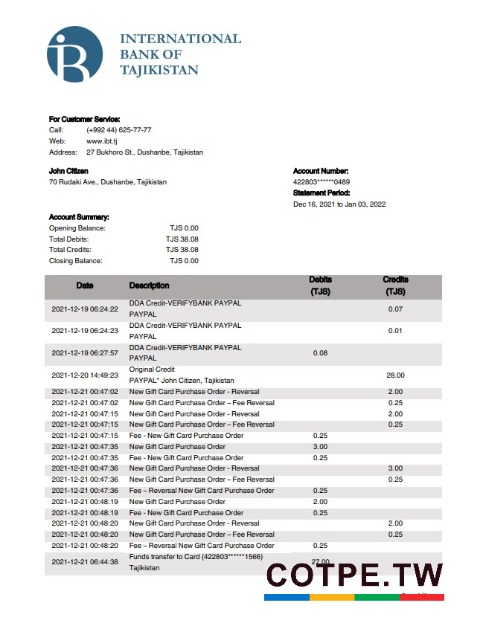 iB
INTERNATIONAL
BANK OF
TAJIKISTAN
For Customer Service:
Call: (+992 44) 625-77-77
Web: www.ibt.tj
Address: 27 Bukhoro St., Dushanbe, Tajikistan
John Citizen Account Number:
70 Rudaki Ave., Dushanbe, Tajikistan 422803******0489
Statement Period:
Dec 16, 2021 to Jan 03, 2022
Account Summary:
Opening Balance: TJS 0.00
Total Debits: TJS 38.08
Total Credits: TJS 38.08
Closing Balance: TJS 0.00
Date Description Debits (TJS) Credits (TJS)
2021-12-19 06:24:22 DDA Credit-VERIFYBANK PAYPAL 0.07
PAYPAL
2021-12-19 06:24:23 DDA Credit-VERIFYBANK PAYPAL 0.01
PAYPAL
2021-12-19 06:27:57 DDA Credit-VERIFYBANK PAYPAL 0.08
PAYPAL
2021-12-20 14:49:23 Original Credit 28.00
PAYPAL* John Citizen, Tajikistan
2021-12-21 00:47:02 New Gift Card Purchase Order - Reversal 2.00
2021-12-21 00:47:02 New Gift Card Purchase Order – Fee Reversal 0.25
2021-12-21 00:47:15 New Gift Card Purchase Order - Reversal 2.00
2021-12-21 00:47:15 New Gift Card Purchase Order – Fee Reversal 0.25
2021-12-21 00:47:15 Fee - New Gift Card Purchase Order 0.25
2021-12-21 00:47:35 New Gift Card Purchase Order 3.00
2021-12-21 00:47:35 Fee - New Gift Card Purchase Order 0.25
2021-12-21 00:47:36 New Gift Card Purchase Order - Reversal 3.00
2021-12-21 00:47:36 New Gift Card Purchase Order – Fee Reversal 0.25
2021-12-21 00:47:36 Fee – Reversal New Gift Card Purchase Order 0.25
2021-12-21 00:48:19 New Gift Card Purchase Order 2.00
2021-12-21 00:48:19 Fee - New Gift Card Purchase Order 0.25
2021-12-21 00:48:20 New Gift Card Purchase Order - Reversal 2.00
2021-12-21 00:48:20 New Gift Card Purchase Order – Fee Reversal 0.25
2021-12-21 00:48:20 Fee – Reversal New Gift Card Purchase Order 0.25
2021-12-21 06:44:38 Funds transfer to Card (422803******1566) 27.00
Tajikistan
COTPE.TW